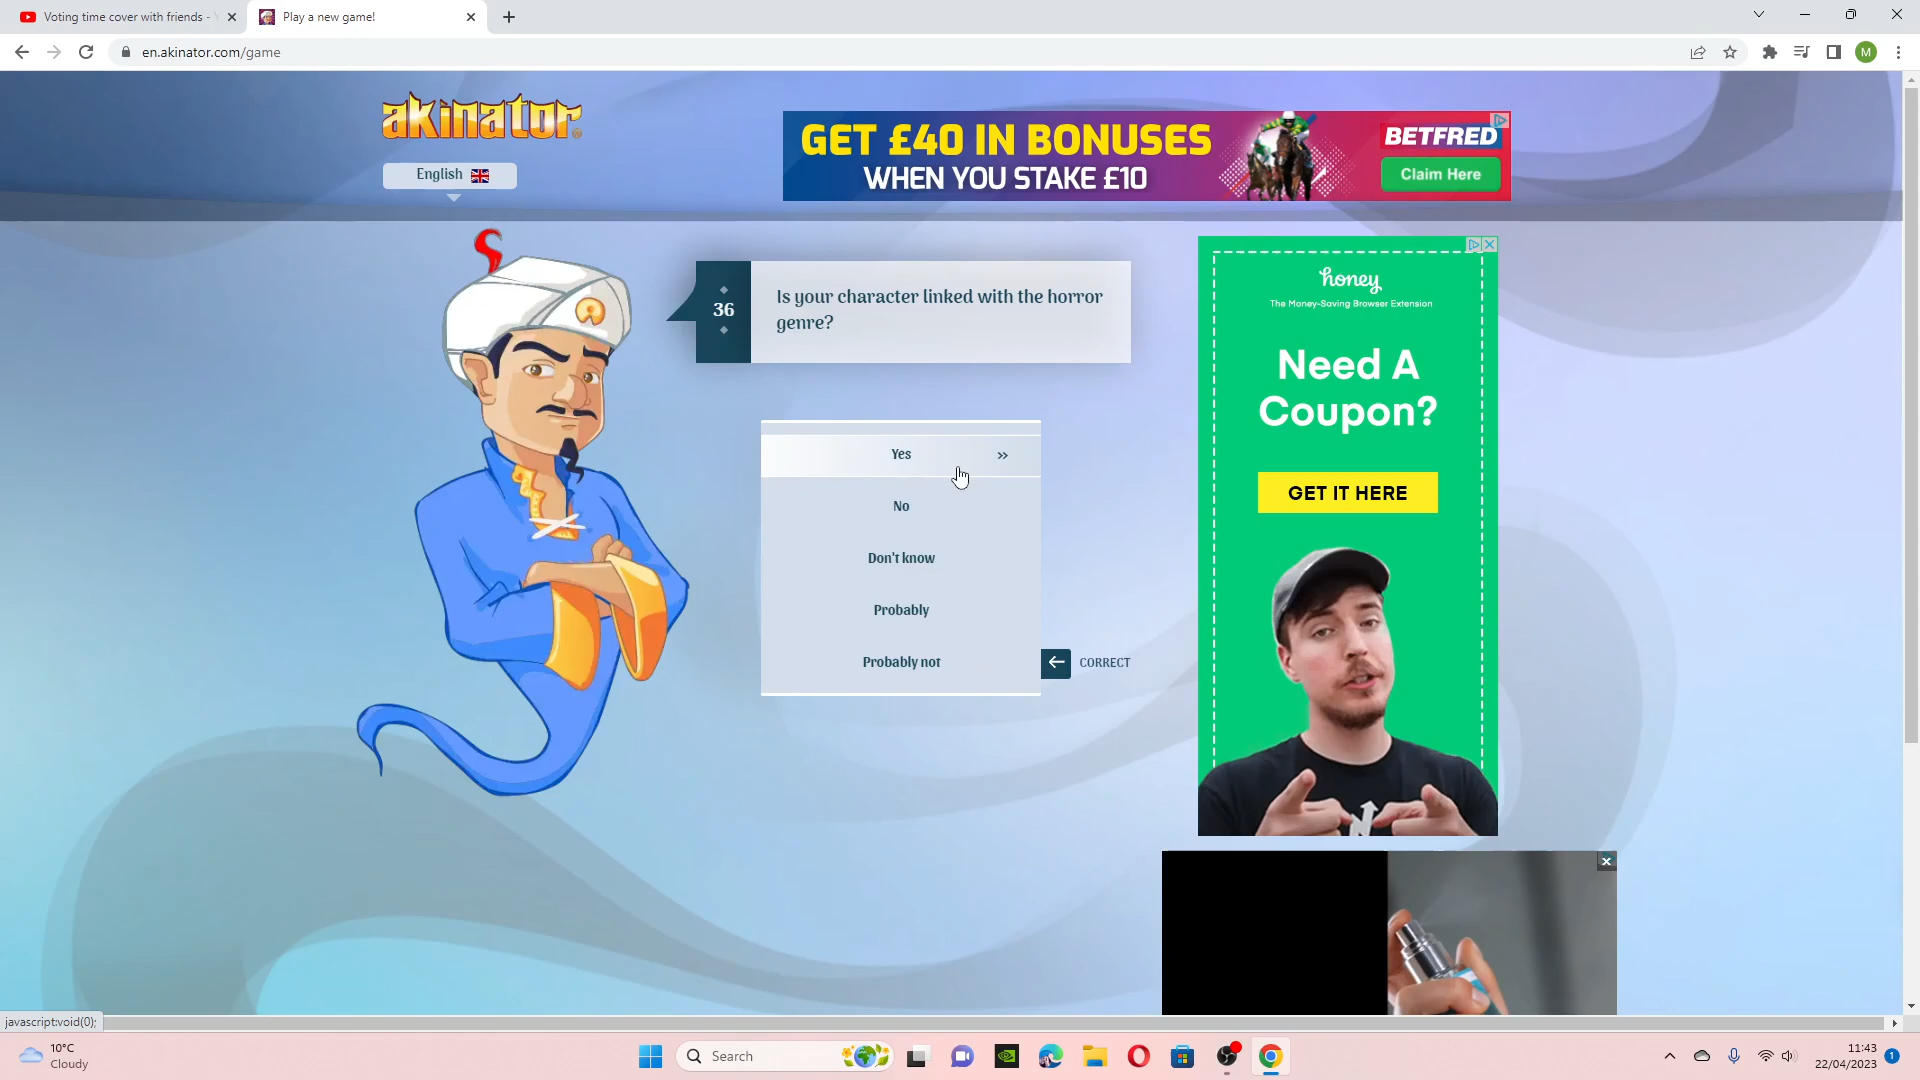 Voting time cover with friends -
Play a new game!
en.akinator.com/game
M
akinator
English
GET £40 IN BONUSES
WHEN YOU STAKE £10
BETFRED
Claim Here
36
Is your character linked with the horror
genre?
Yes
No
Don't know
Probably
Probably not
CORRECT
honey
The Money-Saving Browser Extension
Need A
Coupon?
GET IT HERE
javascript:void(0);
10°C
Cloudy
Search
11:43
22/04/2023
1